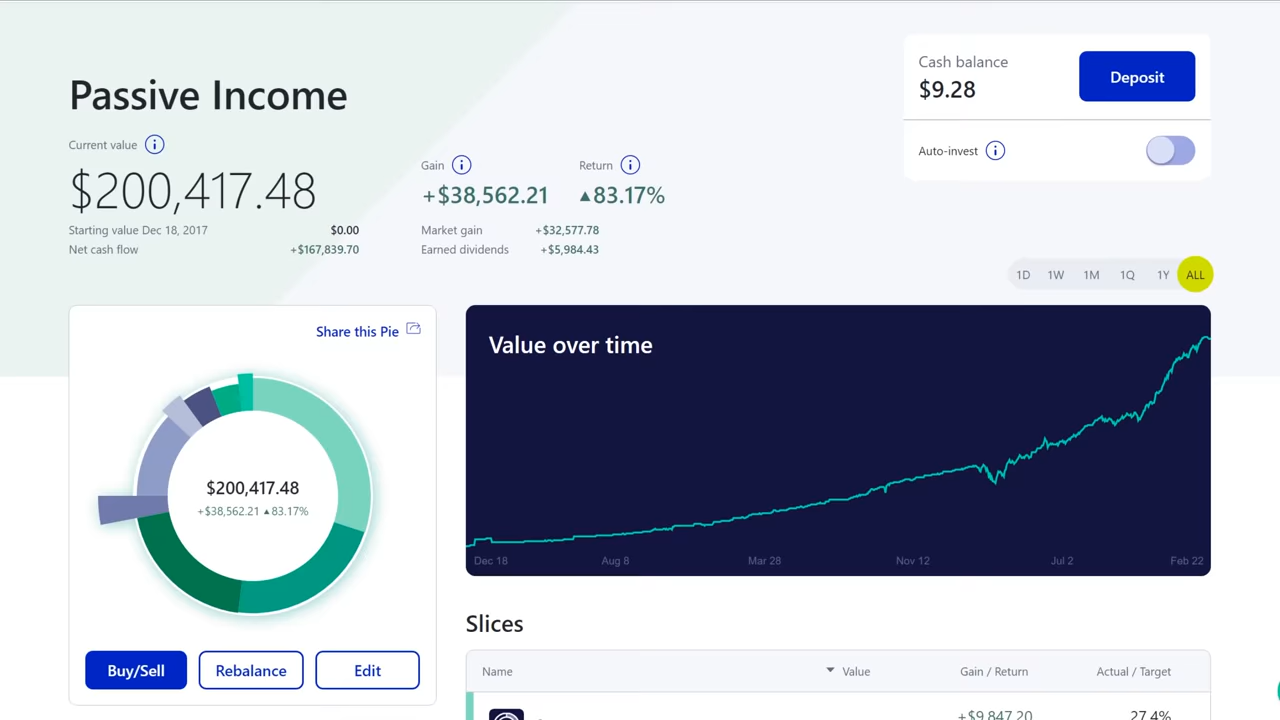 Passive Income
Cash balance
$9.28
Deposit
Auto-invest
Current value
$200,417.48
Starting value Dec 18, 2017 $0.00
Net cash flow +$167,839.70
Gain
+$38,562.21
Return
▲83.17%
Market gain +$32,577.78
Earned dividends +$5,984.43
1D 1W 1M 1Q 1Y ALL
Share this Pie
$200,417.48
+$38,562.21 ▲83.17%
Buy/Sell Rebalance Edit
Value over time
Dec 18 Aug 8 Mar 28 Nov 12 Jul 2 Feb 22
Slices
Name Value Gain / Return Actual / Target
+$9,847.20 27.4%